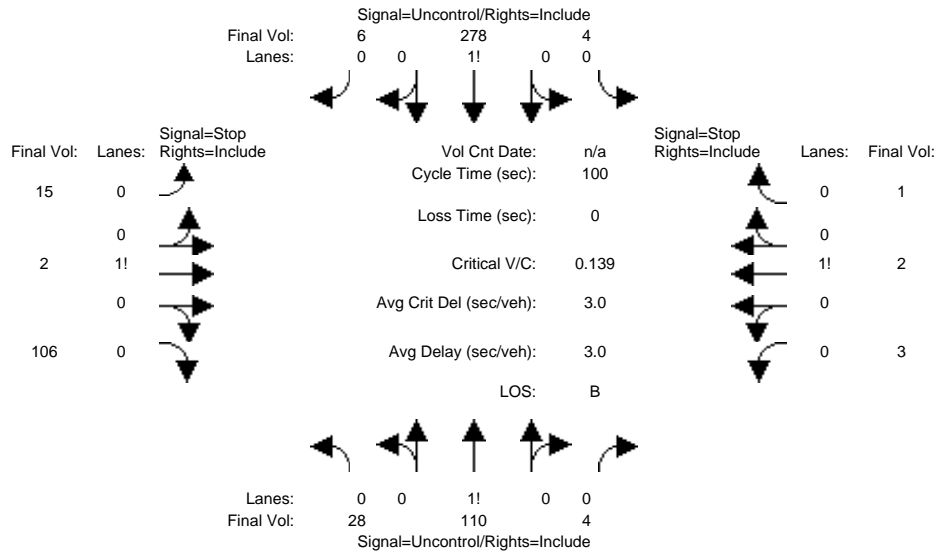 Signal=Uncontrol/Rights=Include
Final Vol: 6 278 4
Lanes: 0 0 1! 0 0
Signal=Stop
Final Vol: Lanes: Rights=Include
Vol Cnt Date: n/a
Signal=Stop
Rights=Include Lanes: Final Vol:
Cycle Time (sec): 100
15 0
0 1
Loss Time (sec): 0
0
0
2 1!
Critical V/C: 0.139
1! 2
0
Avg Crit Del (sec/veh): 3.0
0
106 0
Avg Delay (sec/veh): 3.0
0 3
LOS: B
Lanes: 0 0 1! 0 0
Final Vol: 28 110 4
Signal=Uncontrol/Rights=Include